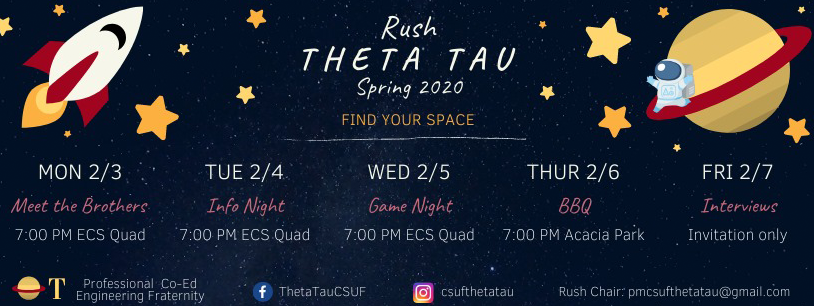 Rush
THETA TAU
Spring 2020
FIND YOUR SPACE
MON 2/3
Meet the Brothers
7:00 PM ECS Quad
TUE 2/4
Info Night
7:00 PM ECS Quad
WED 2/5
Game Night
7:00 PM ECS Quad
THUR 2/6
BBQ
7:00 PM Acacia Park
FRI 2/7
Interviews
Invitation only
T
Professional Co-Ed
Engineering Fraternity
ThetaTauCSUF
csufthetatau
Rush Chair: pmcsufthetatau@gmail.com